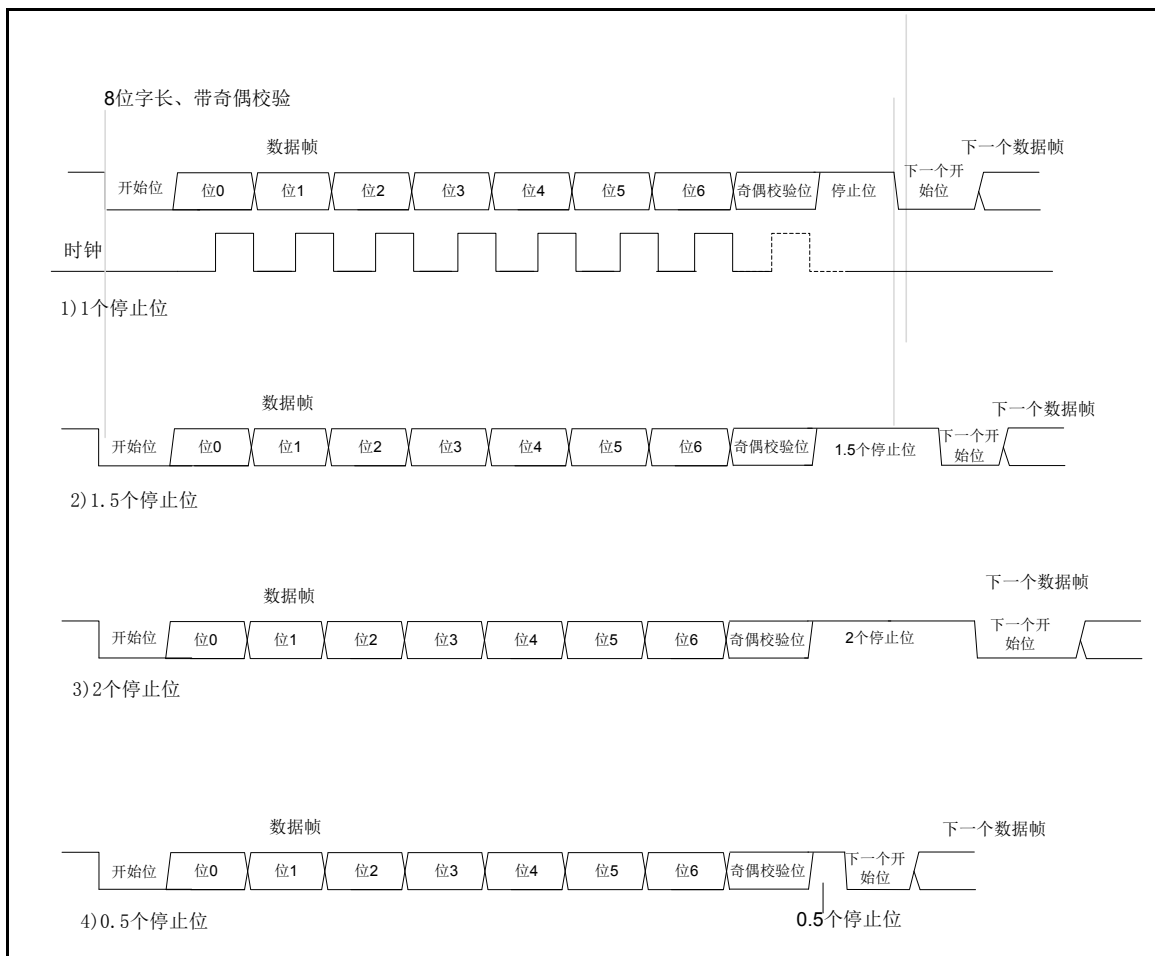 8位字长、带奇偶校验
数据帧
下一个数据帧
开始位 位0 位1 位2 位3 位4 位5 位6 奇偶校验位 停止位 下一个开
始位
时钟
1)1个停止位
数据帧
下一个数据帧
开始位 位0 位1 位2 位3 位4 位5 位6 奇偶校验位 1.5个停止位 下一个开
始位
2)1.5个停止位
下一个数据帧
数据帧
开始位 位0 位1 位2 位3 位4 位5 位6 奇偶校验位 2个停止位 下一个开
始位
3)2个停止位
数据帧
下一个数据帧
开始位 位0 位1 位2 位3 位4 位5 位6 奇偶校验位 下一个开
始位
4)0.5个停止位
0.5个停止位